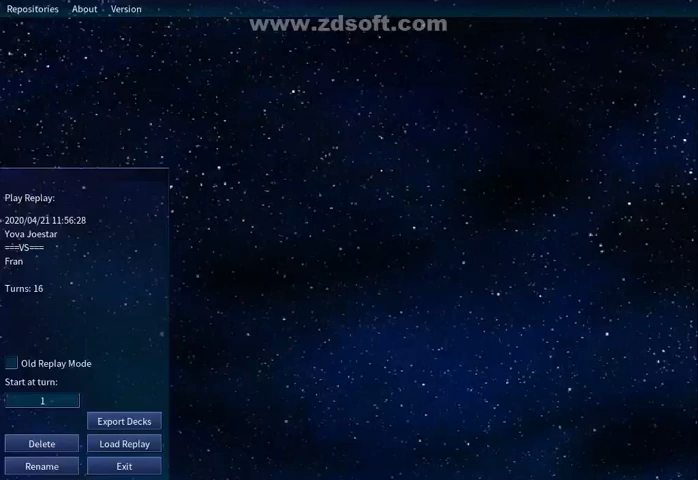 Repositories About Version
www.zdsoft.com
Play Replay:
2020/04/21 11:56:28
Yova Joestar
===VS===
Fran
Turns: 16
Old Replay Mode
Start at turn:
1
Export Decks
Delete Load Replay
Rename Exit